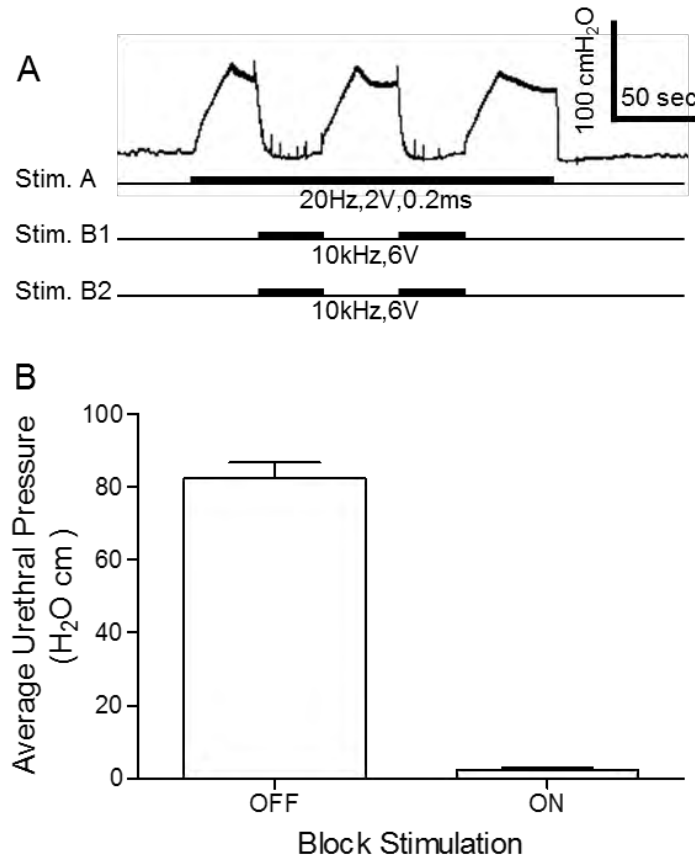 A
100 cmH2O
50 sec
Stim. A
20Hz,2V,0.2ms
Stim. B1
10kHz,6V
Stim. B2
10kHz,6V
B
Average Urethral Pressure
(H2O cm )
100
80
60
40
20
0
OFF
ON
Block Stimulation